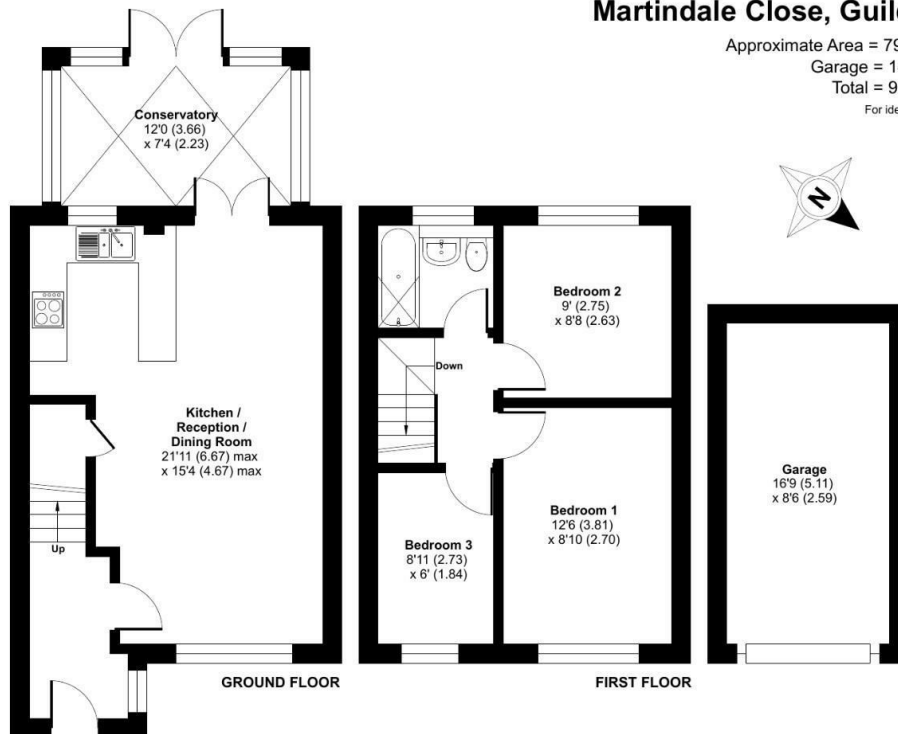 Martindale Close, Guil
Approximate Area = 79
Garage = 1
Total = 9
For ide
Conservatory
12'0 (3.66)
x 7'4 (2.23)
N
Kitchen /
Reception /
Dining Room
21'11 (6.67) max
x 15'4 (4.67) max
Up
GROUND FLOOR
Down
Bedroom 2
9' (2.75)
x 8'8 (2.63)
Bedroom 1
12'6 (3.81)
x 8'10 (2.70)
Bedroom 3
8'11 (2.73)
x 6' (1.84)
FIRST FLOOR
Garage
16'9 (5.11)
x 8'6 (2.59)